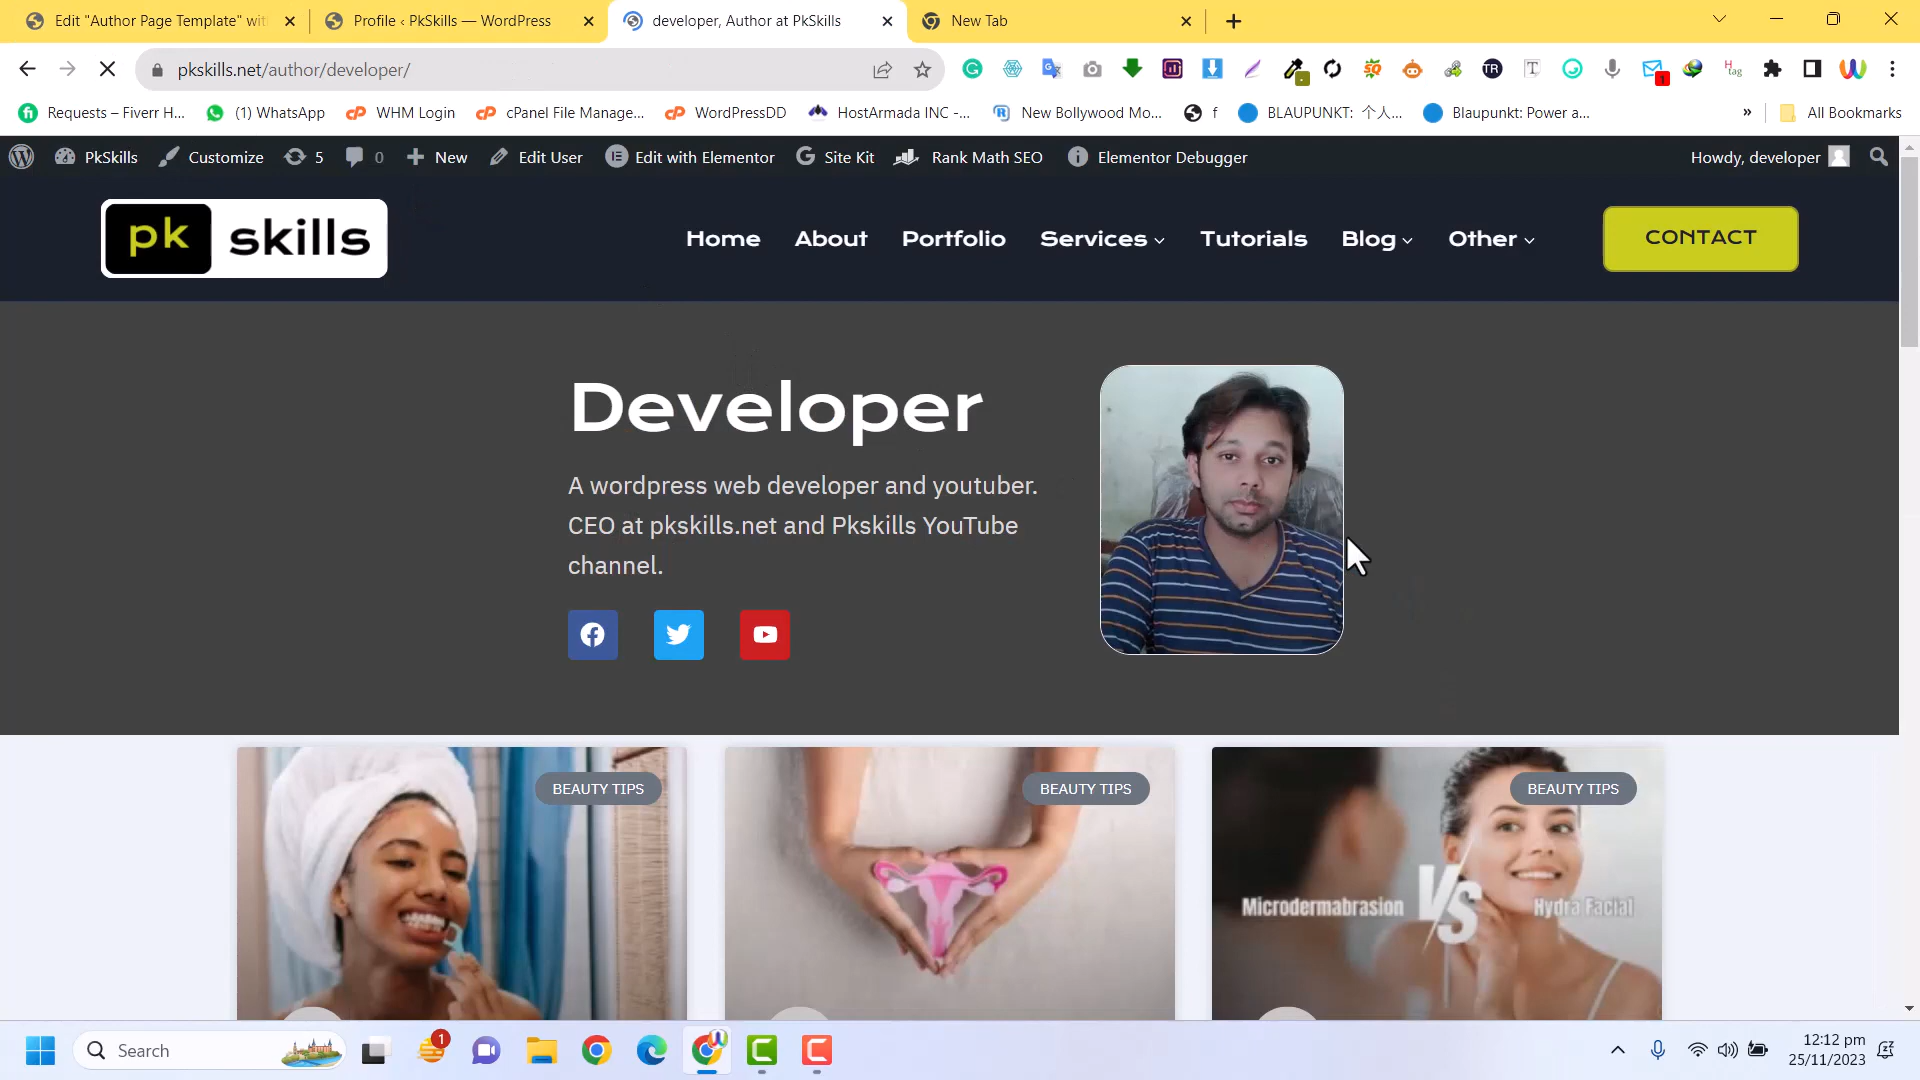 Edit "Author Page Template" wit
Profile ‹ PkSkills — WordPress
developer, Author at PkSkills
New Tab
pkskills.net/author/developer/
Requests – Fiverr H...
(1) WhatsApp
WHM Login
cPanel File Manage...
WordPressDD
HostArmada INC -...
New Bollywood Mo...
f
BLAUPUNKT: 个人...
Blaupunkt: Power a...
»
All Bookmarks
PkSkills
Customize
5
0
New
Edit User
Edit with Elementor
Site Kit
Rank Math SEO
Elementor Debugger
Howdy, developer
pk skills
Home
About
Portfolio
Services
Tutorials
Blog
Other
CONTACT
Developer
A wordpress web developer and youtuber.
CEO at pkskills.net and Pkskills YouTube
channel.
BEAUTY TIPS
BEAUTY TIPS
BEAUTY TIPS
Microdermabrasion VS Hydra Facial
Search
1
12:12 pm
25/11/2023